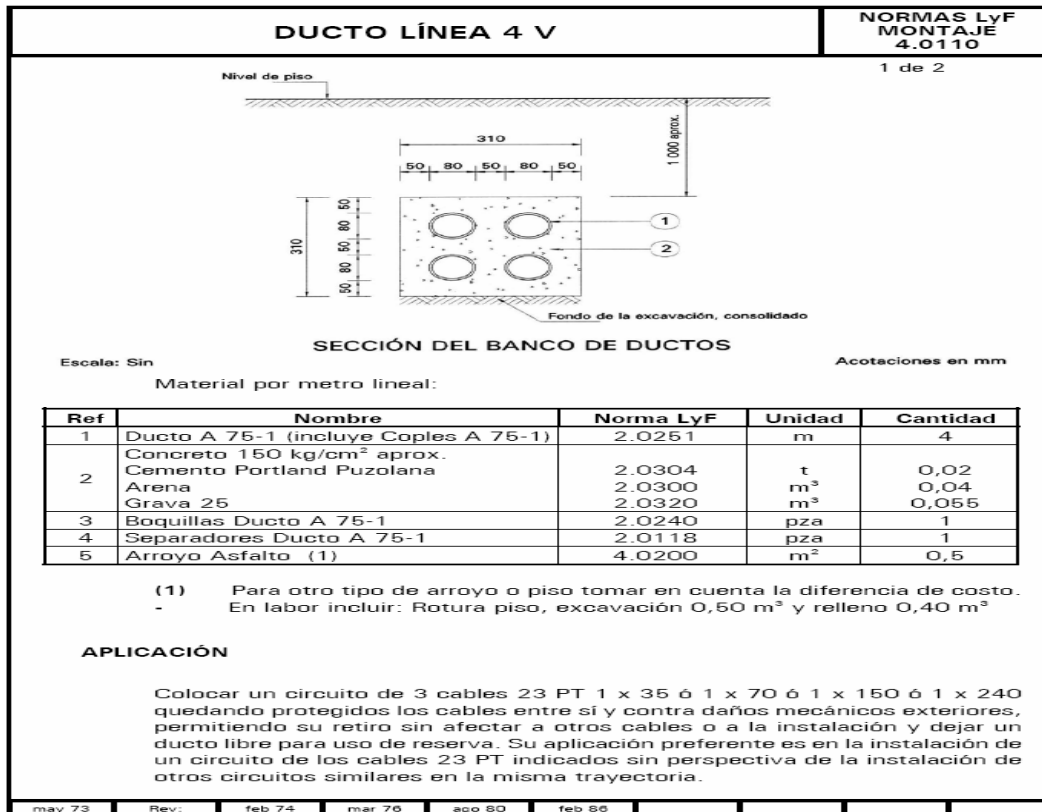 DUCTO LÍNEA 4 V
NORMAS LyF
MONTAJE
4.0110
1 de 2
Nivel de piso
1 000 aprox.
310
50 80 50 80 50
310
50
80
50
80
50
1
2
Fondo de la excavación, consolidado
SECCIÓN DEL BANCO DE DUCTOS
Escala: Sin
Acotaciones en mm
Material por metro lineal:
Ref Nombre Norma LyF Unidad Cantidad
1 Ducto A 75-1 (incluye Coples A 75-1) 2.0251 m 4
2
Concreto 150 kg/cm² aprox.
Cemento Portland Puzolana 2.0304 t 0,02
Arena 2.0300 m³ 0,04
Grava 25 2.0320 m³ 0,055
3 Boquillas Ducto A 75-1 2.0240 pza 1
4 Separadores Ducto A 75-1 2.0118 pza 1
5 Arroyo Asfalto (1) 4.0200 m² 0,5
(1) Para otro tipo de arroyo o piso tomar en cuenta la diferencia de costo.
- En labor incluir: Rotura piso, excavación 0,50 m³ y relleno 0,40 m³
APLICACIÓN
Colocar un circuito de 3 cables 23 PT 1 x 35 ó 1 x 70 ó 1 x 150 ó 1 x 240
quedando protegidos los cables entre sí y contra daños mecánicos exteriores,
permitiendo su retiro sin afectar a otros cables o a la instalación y dejar un
ducto libre para uso de reserva. Su aplicación preferente es en la instalación de
un circuito de los cables 23 PT indicados sin perspectiva de la instalación de
otros circuitos similares en la misma trayectoria.
may 73 Rev: feb 74 mar 76 ago 80 feb 86